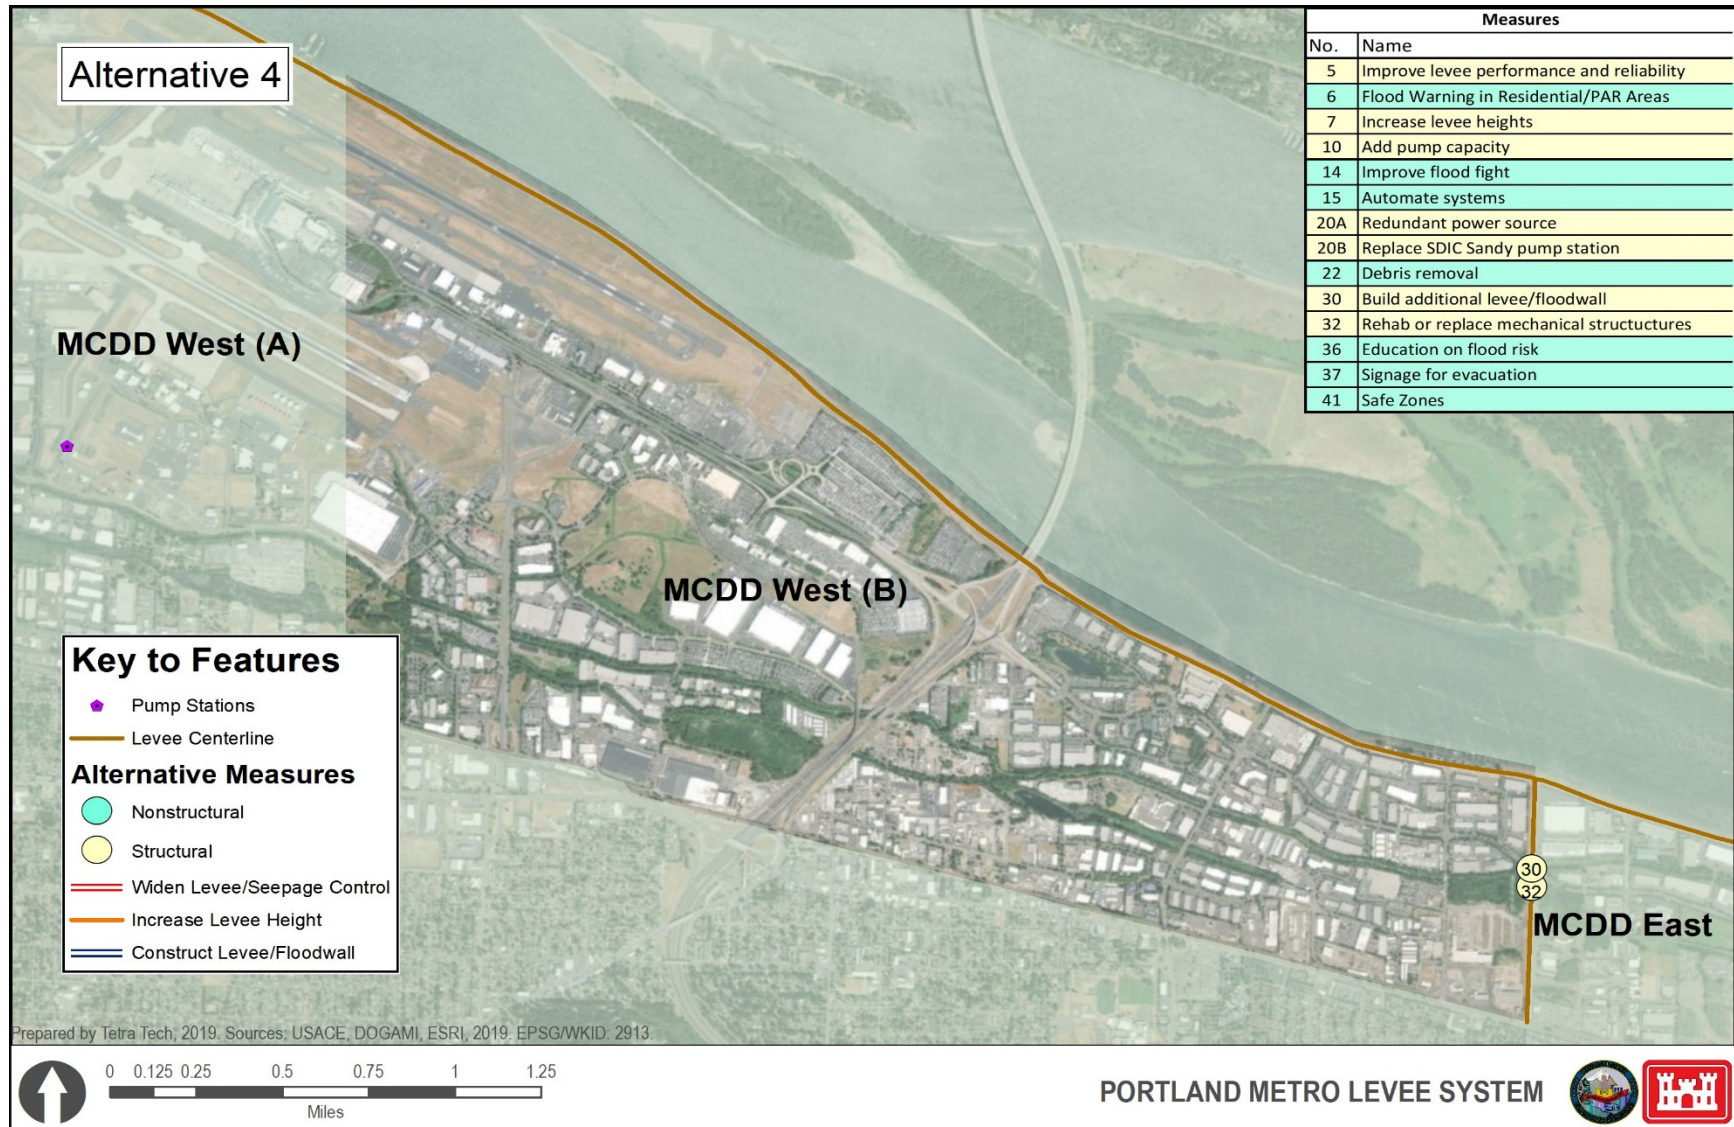 Alternative 4
Measures
No. Name
5 Improve levee performance and reliability
6 Flood Warning in Residential/PAR Areas
7 Increase levee heights
10 Add pump capacity
14 Improve flood fight
15 Automate systems
20A Redundant power source
20B Replace SDIC Sandy pump station
22 Debris removal
30 Build additional levee/floodwall
32 Rehab or replace mechanical structuctures
36 Education on flood risk
37 Signage for evacuation
41 Safe Zones
MCDD West (A)
MCDD West (B)
30
32
MCDD East
Key to Features
Pump Stations
Levee Centerline
Alternative Measures
Nonstructural
Structural
Widen Levee/Seepage Control
Increase Levee Height
Construct Levee/Floodwall
Prepared by Tetra Tech, 2019. Sources: USACE, DOGAMI, ESRI, 2019. EPSG/WKID: 2913.
0 0.125 0.25 0.5 0.75 1 1.25
Miles
PORTLAND METRO LEVEE SYSTEM